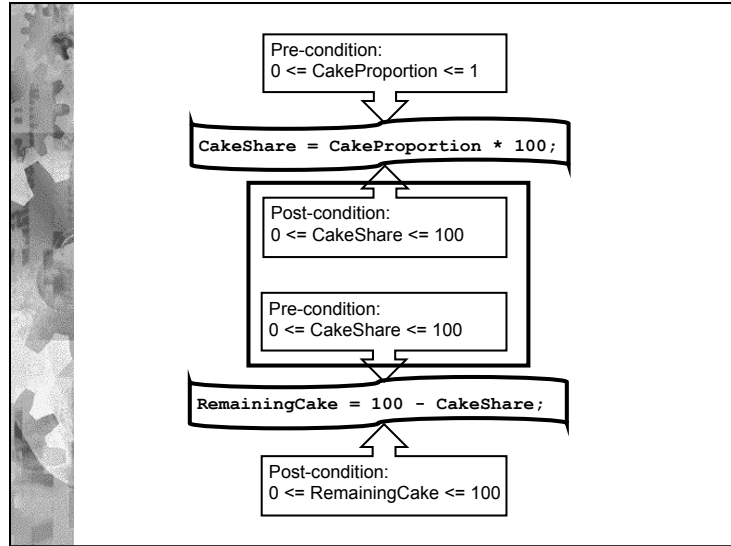 Pre-condition:
0 <= CakeProportion <= 1
CakeShare = CakeProportion * 100;
Post-condition:
0 <= CakeShare <= 100
Pre-condition:
0 <= CakeShare <= 100
RemainingCake = 100 - CakeShare;
Post-condition:
0 <= RemainingCake <= 100